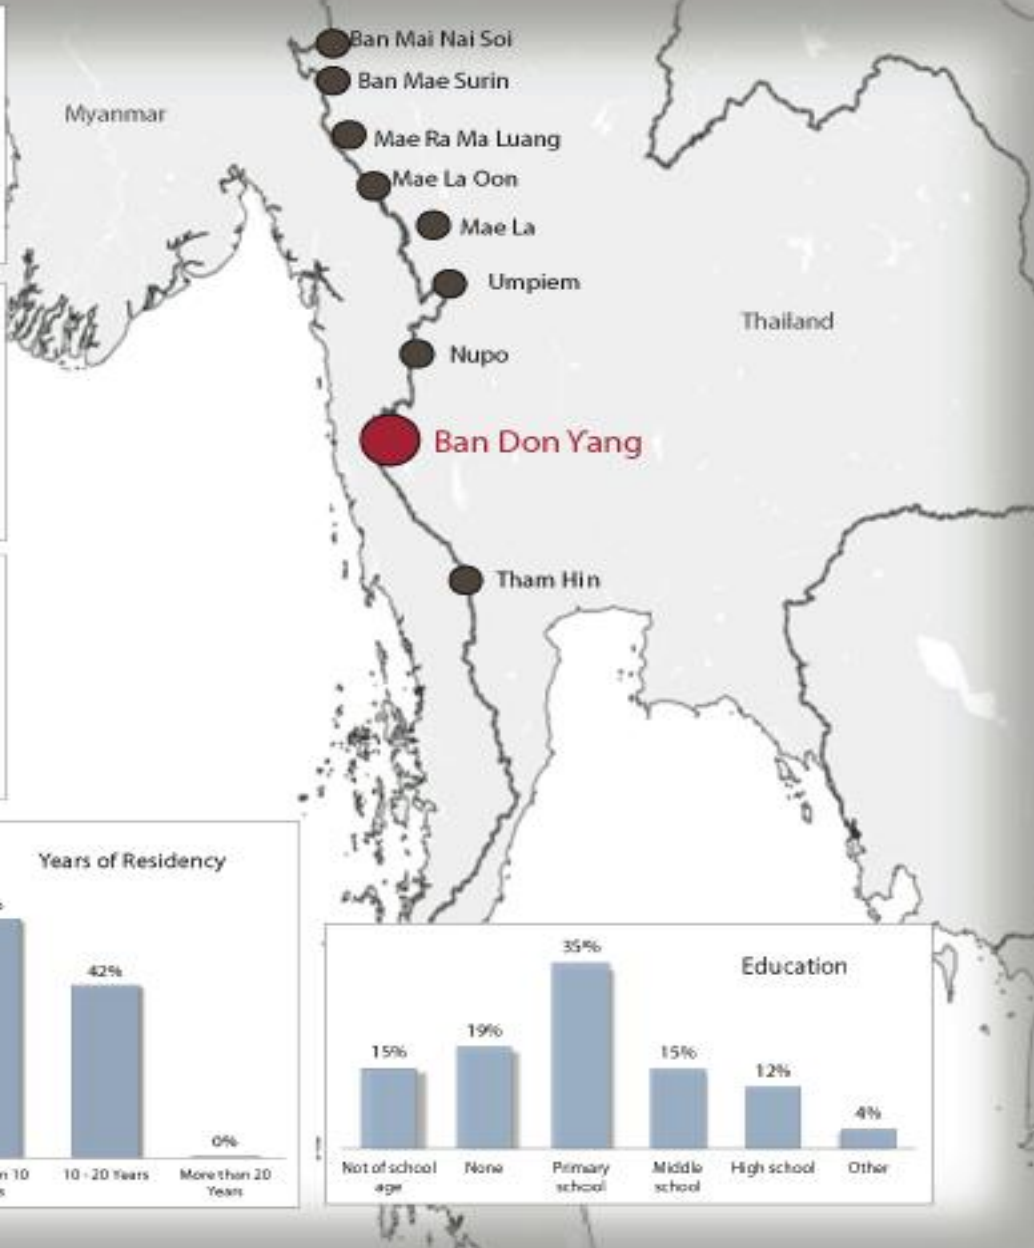 Ban Mai Nai Soi
Ban Mae Surin
Myanmar
Mae Ra Ma Luang
Mae La Oon
Mae La
Umpiem
Thailand
Nupo
Ban Don Yang
Tham Hin
Years of Residency
42%
0%
10
10 - 20 Years
More than 20
Years
Education
15%
19%
35%
15%
12%
4%
Not of school
age
None
Primary
school
Middle
school
High school
Other